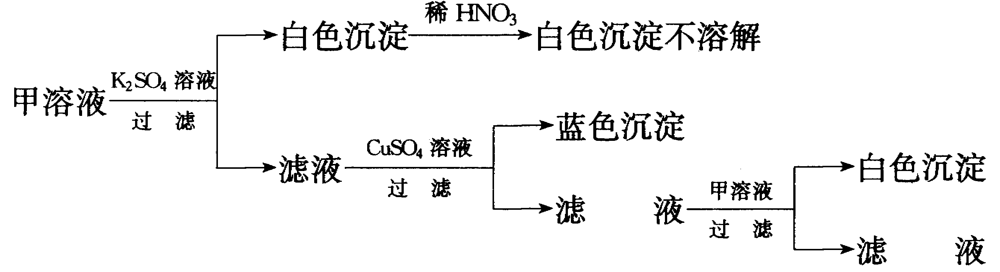 稀 HNO₃
白色沉淀 白色沉淀不溶解
K₂SO₄ 溶液
甲溶液
过 滤
蓝色沉淀
CuSO₄ 溶液
滤液
过 滤
白色沉淀
甲溶液
滤 液
过 滤
滤 液